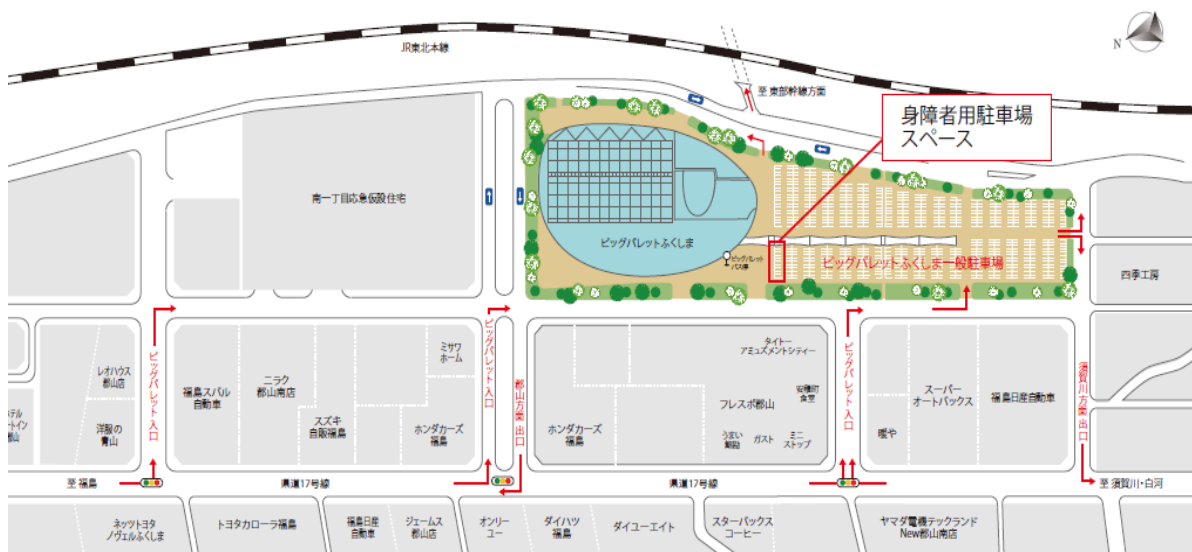 JR東北本線
N
至 東部幹線方面
身障者用駐車場
スペース
南一丁目応急仮設住宅
ビッグパレットふくしま
ビッグパレット
バス停
ビッグパレットふくしま一般駐車場
四季工房
レオハウス
郡山店
洋服の
青山
ビッグパレット入口
福島スバル
自動車
ニラク
郡山南店
スズキ
自販福島
ミサワ
ホーム
ホンダカーズ
福島
ビッグパレット入口
郡山方面 出口
ホンダカーズ
福島
タイトー
アミュズメントシティー
フレスポ郡山
安積町
食堂
うまい
鮨勘
ガスト
ミニ
ストップ
ビッグパレット入口
暖や
スーパー
オートバックス
福島日産自動車
須賀川方面 出口
至 福島
県道17号線
県道17号線
至 須賀川・白河
ネッツトヨタ
ノヴェルふくしま
トヨタカローラ福島
福島日産
自動車
ジェームス
郡山店
オンリー
ユー
ダイハツ
福島
ダイユーエイト
スターバックス
コーヒー
ヤマダ電機テックランド
New郡山南店